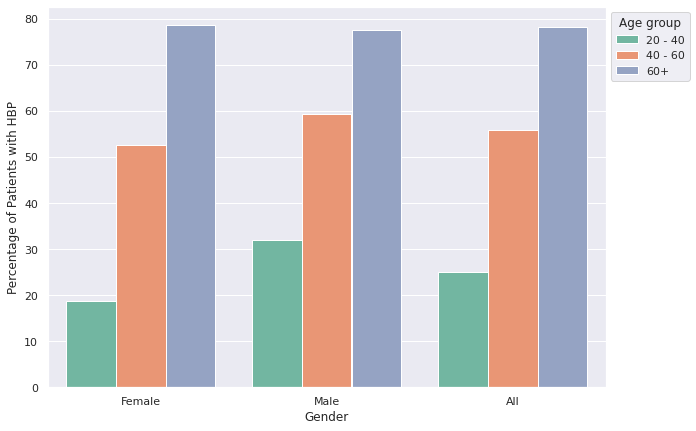 80
70
60
50
40
30
20
10
0
Percentage of Patients with HBP
Female
Male
All
Gender
Age group
20 - 40
40 - 60
60+